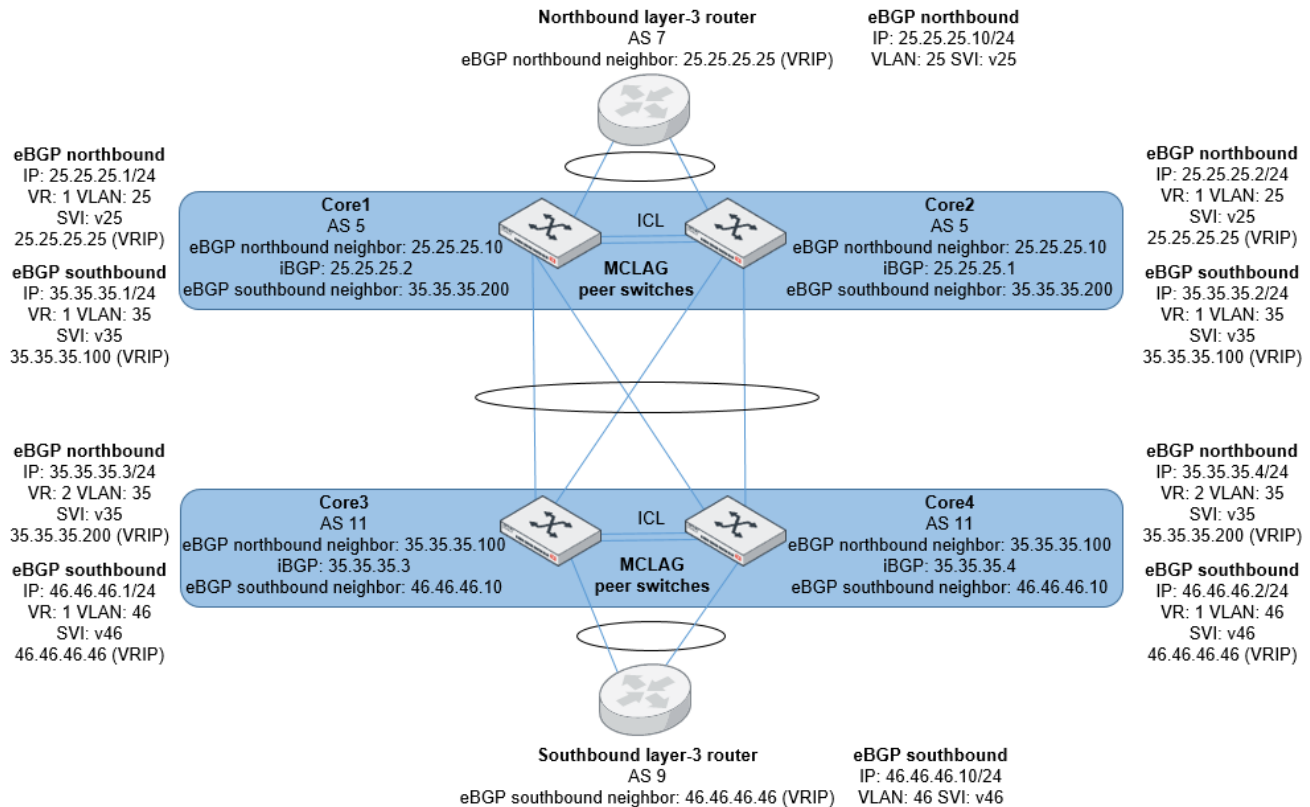 Northbound layer-3 router
AS 7
eBGP northbound neighbor: 25.25.25.25 (VRIP)
eBGP northbound
IP: 25.25.25.10/24
VLAN: 25 SVI: v25
eBGP northbound
IP: 25.25.25.1/24
VR: 1 VLAN: 25
SVI: v25
25.25.25.25 (VRIP)
eBGP southbound
IP: 35.35.35.1/24
VR: 1 VLAN: 35
SVI: v35
35.35.35.100 (VRIP)
Core1
AS 5
eBGP northbound neighbor: 25.25.25.10
iBGP: 25.25.25.2
eBGP southbound neighbor: 35.35.35.200
ICL
MCLAG
peer switches
Core2
AS 5
eBGP northbound neighbor: 25.25.25.10
iBGP: 25.25.25.1
eBGP southbound neighbor: 35.35.35.200
eBGP northbound
IP: 25.25.25.2/24
VR: 1 VLAN: 25
SVI: v25
25.25.25.25 (VRIP)
eBGP southbound
IP: 35.35.35.2/24
VR: 1 VLAN: 35
SVI: v35
35.35.35.100 (VRIP)
eBGP northbound
IP: 35.35.35.3/24
VR: 2 VLAN: 35
SVI: v35
35.35.35.200 (VRIP)
eBGP southbound
IP: 46.46.46.1/24
VR: 1 VLAN: 46
SVI: v46
46.46.46.46 (VRIP)
Core3
AS 11
eBGP northbound neighbor: 35.35.35.100
iBGP: 35.35.35.3
eBGP southbound neighbor: 46.46.46.10
ICL
MCLAG
peer switches
Core4
AS 11
eBGP northbound neighbor: 35.35.35.100
iBGP: 35.35.35.4
eBGP southbound neighbor: 46.46.46.10
eBGP northbound
IP: 35.35.35.4/24
VR: 2 VLAN: 35
SVI: v35
35.35.35.200 (VRIP)
eBGP southbound
IP: 46.46.46.2/24
VR: 1 VLAN: 46
SVI: v46
46.46.46.46 (VRIP)
Southbound layer-3 router
AS 9
eBGP southbound neighbor: 46.46.46.46 (VRIP)
eBGP southbound
IP: 46.46.46.10/24
VLAN: 46 SVI: v46